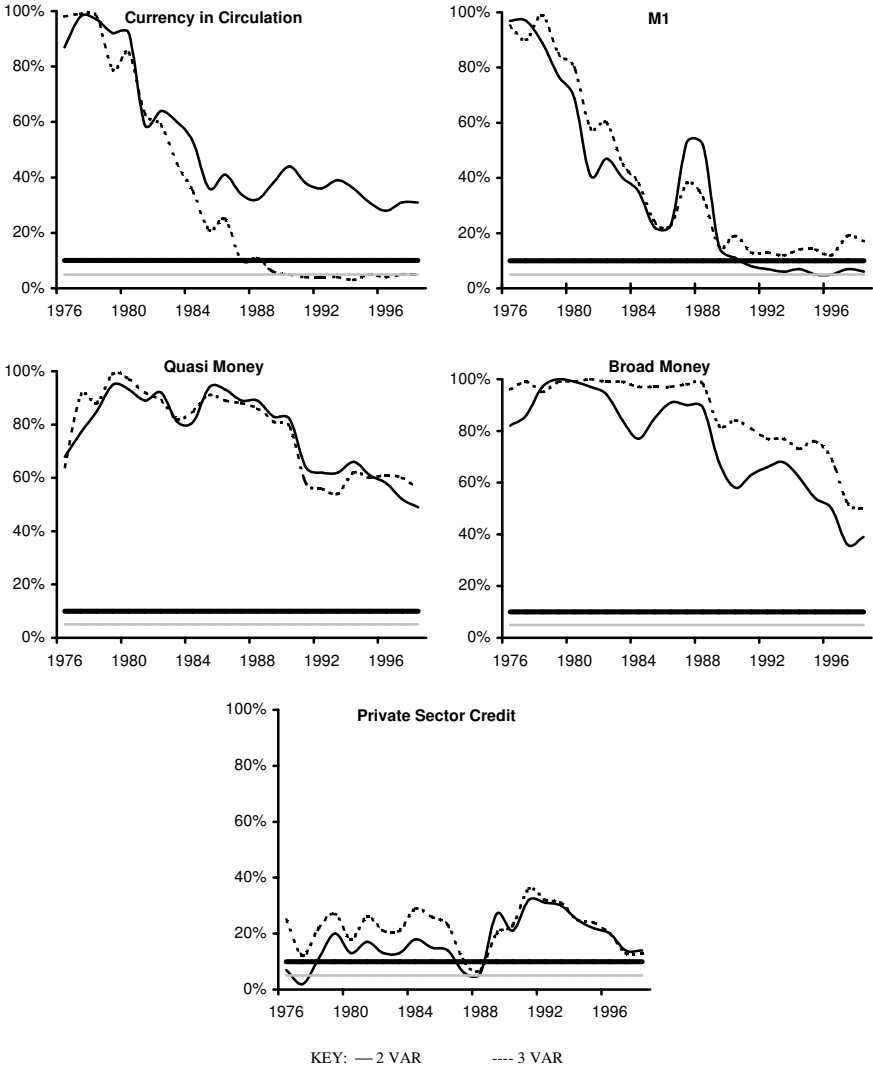 Currency in Circulation
100%
80%
60%
40%
20%
0%
1976 1980 1984 1988 1992 1996
M1
100%
80%
60%
40%
20%
0%
1976 1980 1984 1988 1992 1996
Quasi Money
100%
80%
60%
40%
20%
0%
1976 1980 1984 1988 1992 1996
Broad Money
100%
80%
60%
40%
20%
0%
1976 1980 1984 1988 1992 1996
Private Sector Credit
100%
80%
60%
40%
20%
0%
1976 1980 1984 1988 1992 1996
KEY: — 2 VAR ---- 3 VAR